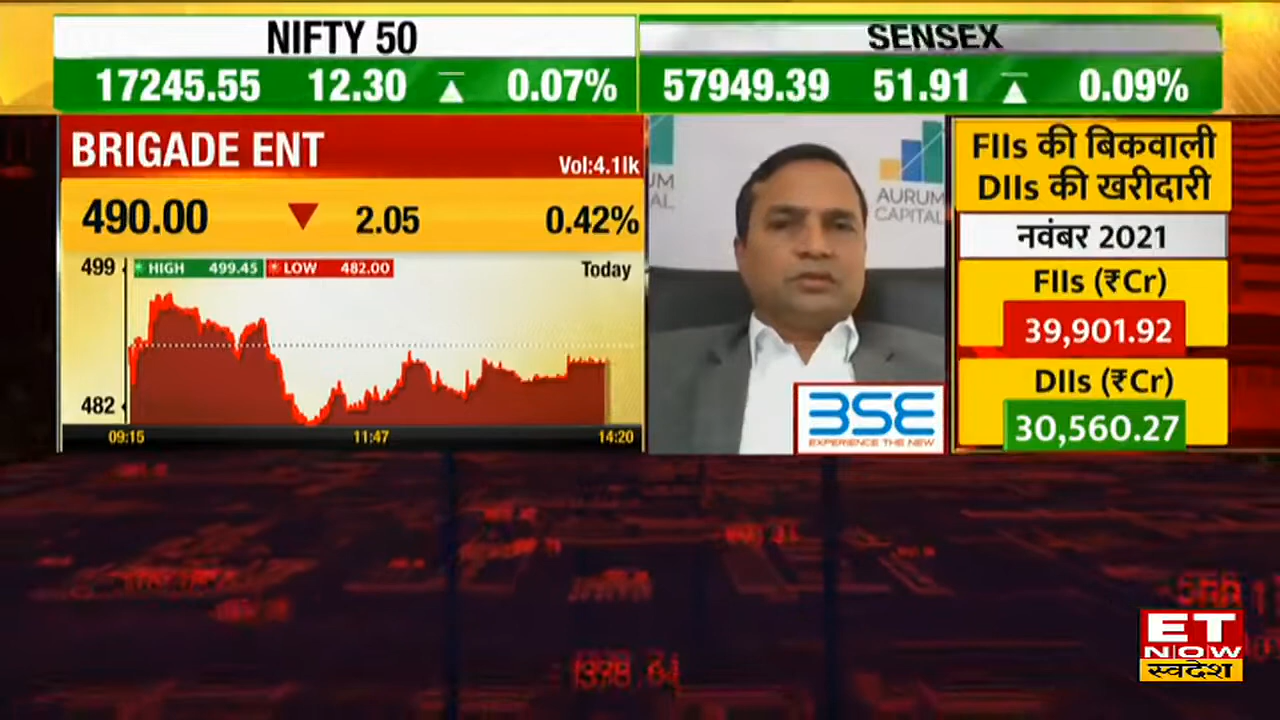 NIFTY 50
17245.55 12.30 0.07%
SENSEX
57949.39 51.91 0.09%
BRIGADE ENT
Vol:4.1lk
490.00 2.05 0.42%
499
HIGH 499.45 LOW 482.00
Today
482
09:15 11:47 14:20
AURUM
CAPITAL
BSE
EXPERIENCE THE NEW
FIIs की बिकवाली
DIIs की खरीदारी
नवंबर 2021
FIIs (₹Cr)
39,901.92
DIIs (₹Cr)
30,560.27
1378.64
ET
NOW
स्वदेश